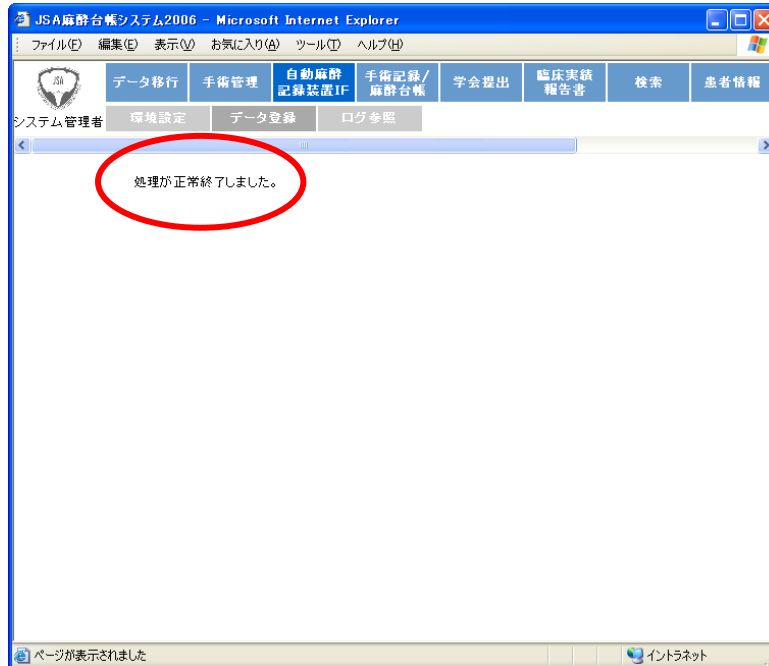 JSA麻酔台帳システム2006 - Microsoft Internet Explorer
ファイル(F) 編集(E) 表示(V) お気に入り(A) ツール(T) ヘルプ(H)
JSA
データ移行 手術管理 自動麻酔記録装置IF 手術記録/麻酔台帳 学会提出 臨床実績報告書 検索 患者情報
システム管理者 環境設定 データ登録 ログ参照
処理が正常終了しました。
ページが表示されました イントラネット